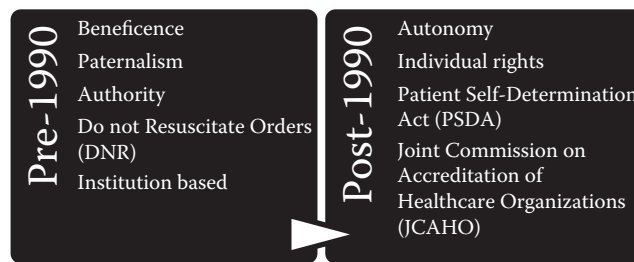 Pre-1990
Beneficence
Paternalism
Authority
Do not Resuscitate Orders
(DNR)
Institution based
Post-1990
Autonomy
Individual rights
Patient Self-Determination
Act (PSDA)
Joint Commission on
Accreditation of
Healthcare Organizations
(JCAHO)